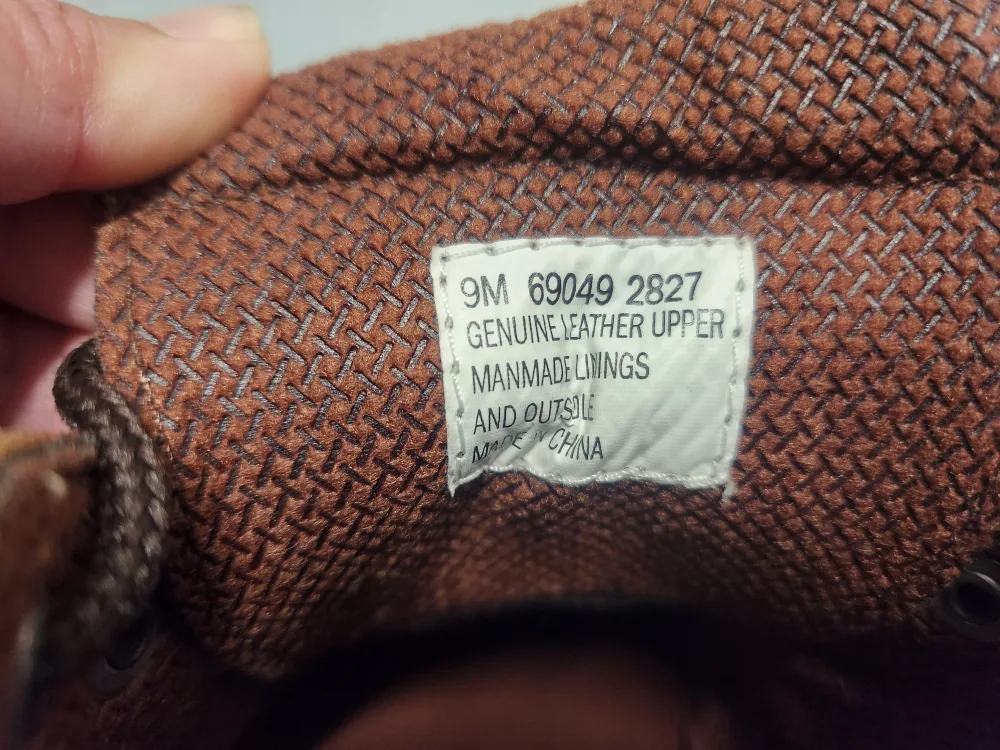 9M 69049 2827
GENUINE LEATHER UPPER
MANMADE LININGS
AND OUTSOLE
MADE IN CHINA